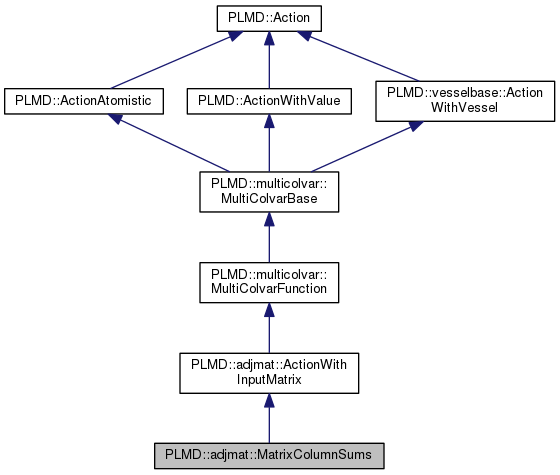 PLMD::Action
PLMD::ActionAtomistic
PLMD::ActionWithValue
PLMD::vesselbase::Action
WithVessel
PLMD::multicolvar::
MultiColvarBase
PLMD::multicolvar::
MultiColvarFunction
PLMD::adjmat::ActionWith
InputMatrix
PLMD::adjmat::MatrixColumnSums